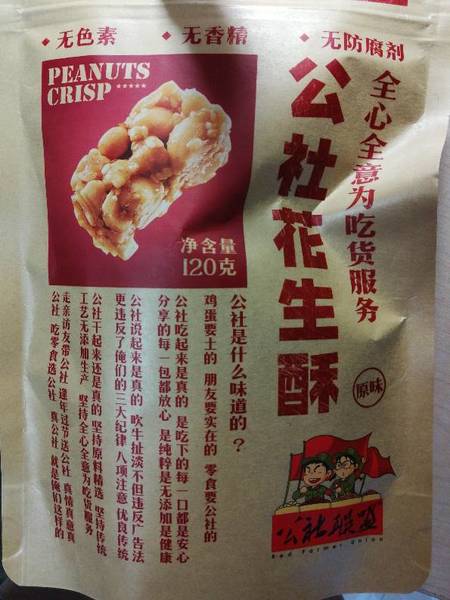 ◆ 无色素 ◆ 无香精 ◆ 无防腐剂
PEANUTS
CRISP
★★★★★
净含量
120克
全心全意为吃货服务
公社花生酥
原味
公社是什么味道的？
鸡蛋要土的 朋友要实在的 零食要公社的
公社吃起来是真的 是吃下的每一口都是安心
分享的每一包都放心 是纯粹是无添加是健康
公社说起来是真的 吹牛扯淡不但违反广告法
更违反了俺们的三大纪律 八项注意 优良传统
公社干起来还是真的 坚持原料精选 坚持传统
工艺无添加生产 坚持全心全意为吃货服务
走亲访友带公社 逢年过节送公社 真情真意真
公社 吃零食选公社 真公社 就是俺们这样的
公社联盟
Red Farmer Union